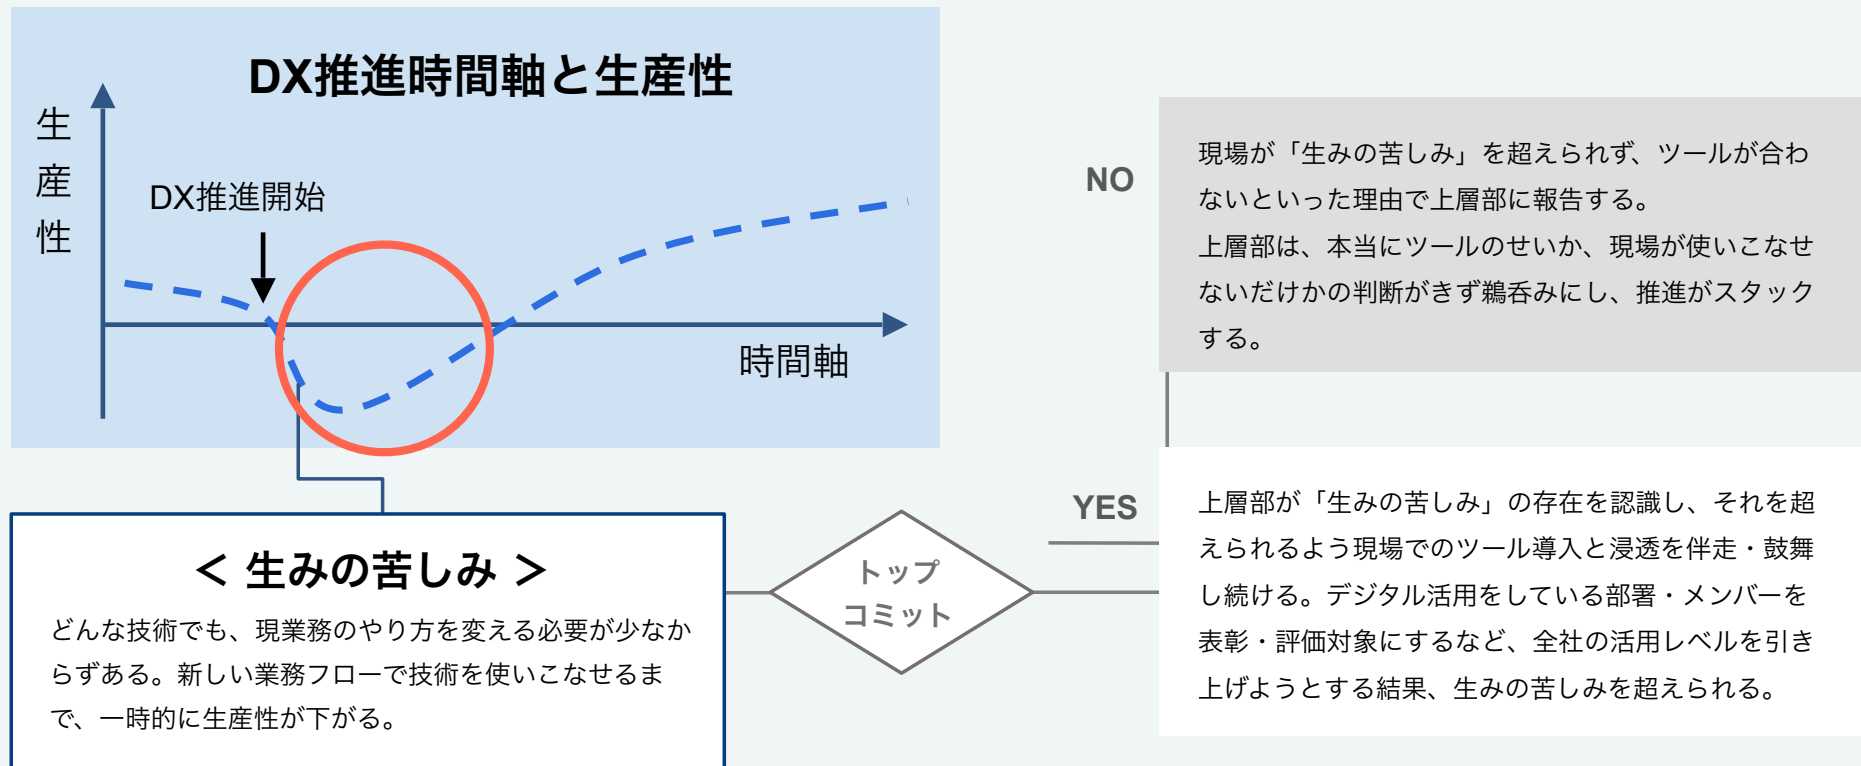 DX推進時間軸と生産性
生産性
DX推進開始
時間軸
＜ 生みの苦しみ ＞
どんな技術でも、現業務のやり方を変える必要が少なか
らずある。新しい業務フローで技術を使いこなせるま
で、一時的に生産性が下がる。
トップ
コミット
NO
現場が「生みの苦しみ」を超えられず、ツールが合わ
ないといった理由で上層部に報告する。
上層部は、本当にツールのせいか、現場が使いこなせ
ないだけかの判断がきず鵜呑みにし、推進がスタック
する。
YES
上層部が「生みの苦しみ」の存在を認識し、それを超
えられるよう現場でのツール導入と浸透を伴走・鼓舞
し続ける。デジタル活用をしている部署・メンバーを
表彰・評価対象にするなど、全社の活用レベルを引き
上げようとする結果、生みの苦しみを超えられる。